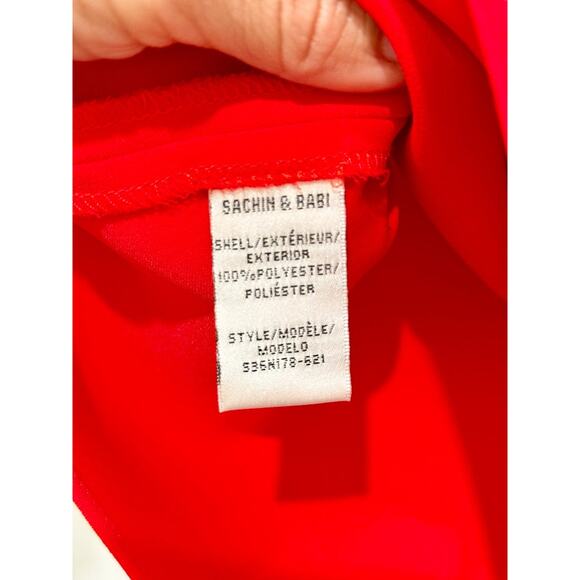 SACHIN & BABI
SHELL/EXTÉRIEUR/
EXTERIOR
100%POLYESTER/
POLIÉSTER
STYLE/MODÈLE/
MODELO
S36N178-621